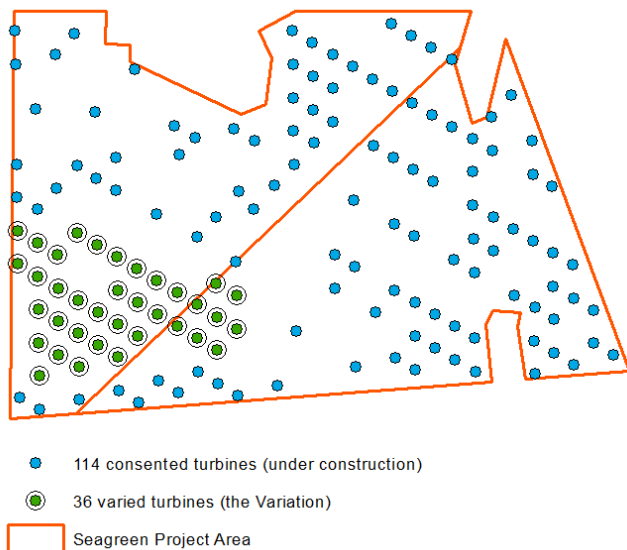 114 consented turbines (under construction)
36 varied turbines (the Variation)
Seagreen Project Area